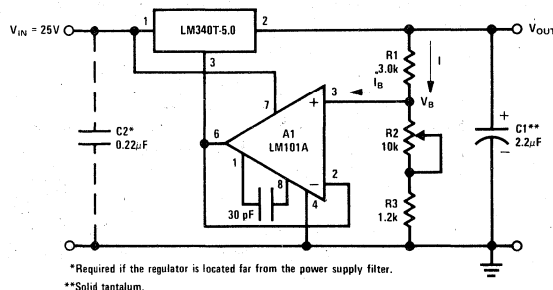 V_IN = 25V
1
LM340T-5.0
2
V_OUT
3
R1
3.0k
I
I_B
V_B
3
7
+
6
A1
LM101A
R2
10k
C1**
2.2μF
+
−
C2*
0.22μF
1
8
−
2
4
30 pF
R3
1.2k
*Required if the regulator is located far from the power supply filter.
**Solid tantalum.